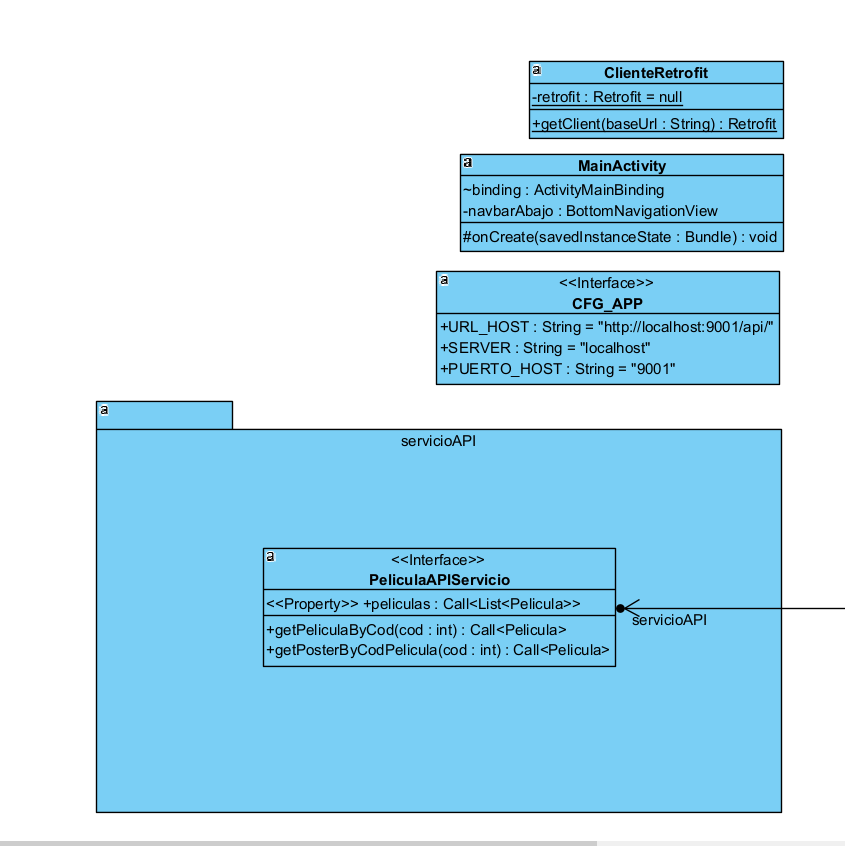 a
ClienteRetrofit
-retrofit : Retrofit = null
+getClient(baseUrl : String) : Retrofit
a
MainActivity
~binding : ActivityMainBinding
-navbarAbajo : BottomNavigationView
#onCreate(savedInstanceState : Bundle) : void
a
<<Interface>>
CFG_APP
+URL_HOST : String = "http://localhost:9001/api/"
+SERVER : String = "localhost"
+PUERTO_HOST : String = "9001"
a
servicioAPI
a
<<Interface>>
PeliculaAPIServicio
<<Property>> +peliculas : Call<List<Pelicula>>
+getPeliculaByCod(cod : int) : Call<Pelicula>
+getPosterByCodPelicula(cod : int) : Call<Pelicula>
servicioAPI